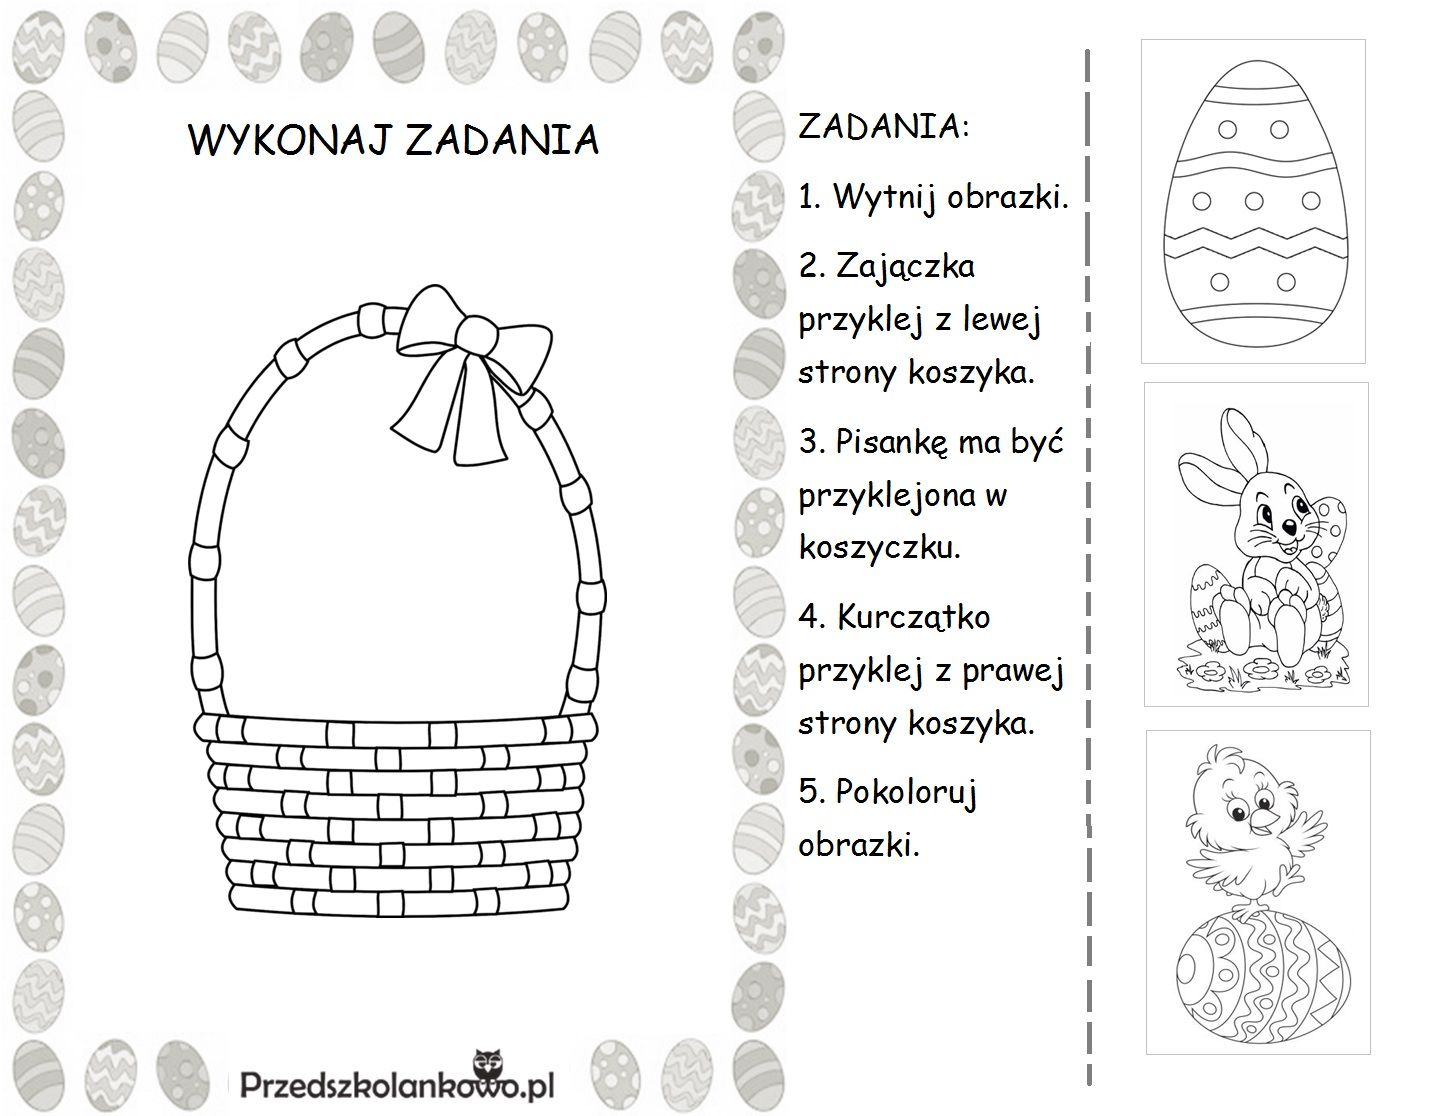 WYKONAJ ZADANIA
ZADANIA:
1. Wytnij obrazki.
2. Zajączka
przyklej z lewej
strony koszyka.
3. Pisankę ma być
przyklejona w
koszyczku.
4. Kurczątko
przyklej z prawej
strony koszyka.
5. Pokoloruj
obrazki.
Przedszkolankowo.pl